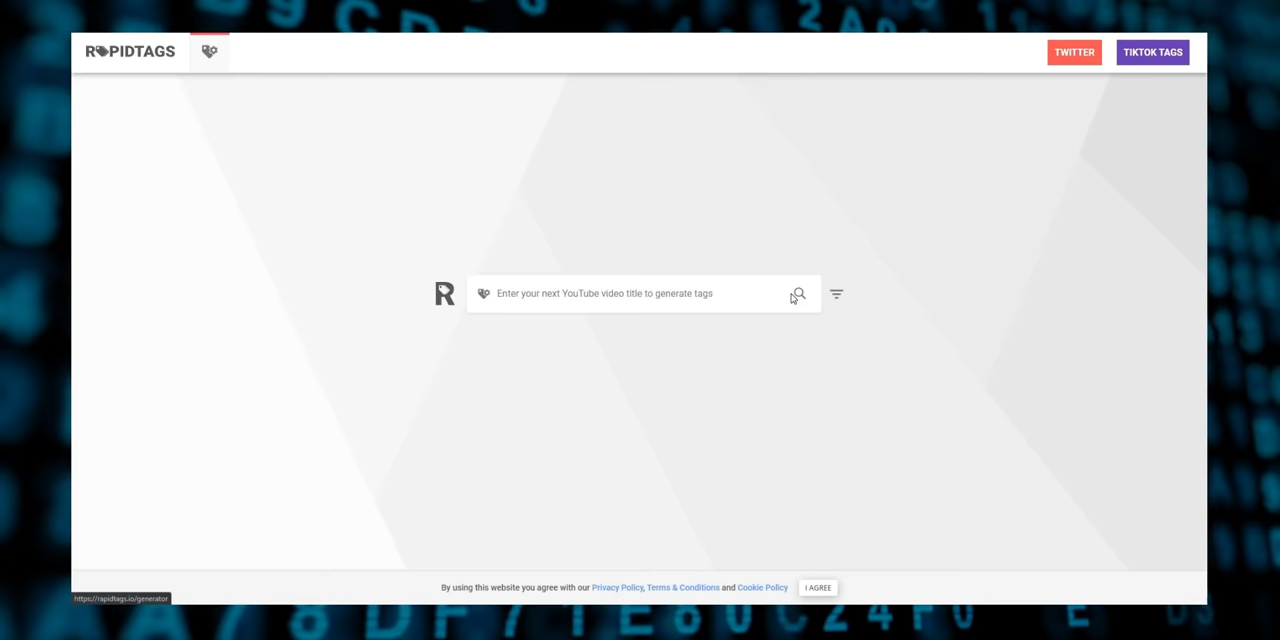 R PIDTAGS
TWITTER
TIKTOK TAGS
R
Enter your next YouTube video title to generate tags
By using this website you agree with our Privacy Policy, Terms & Conditions and Cookie Policy
I AGREE
https://rapidtags.io/generator